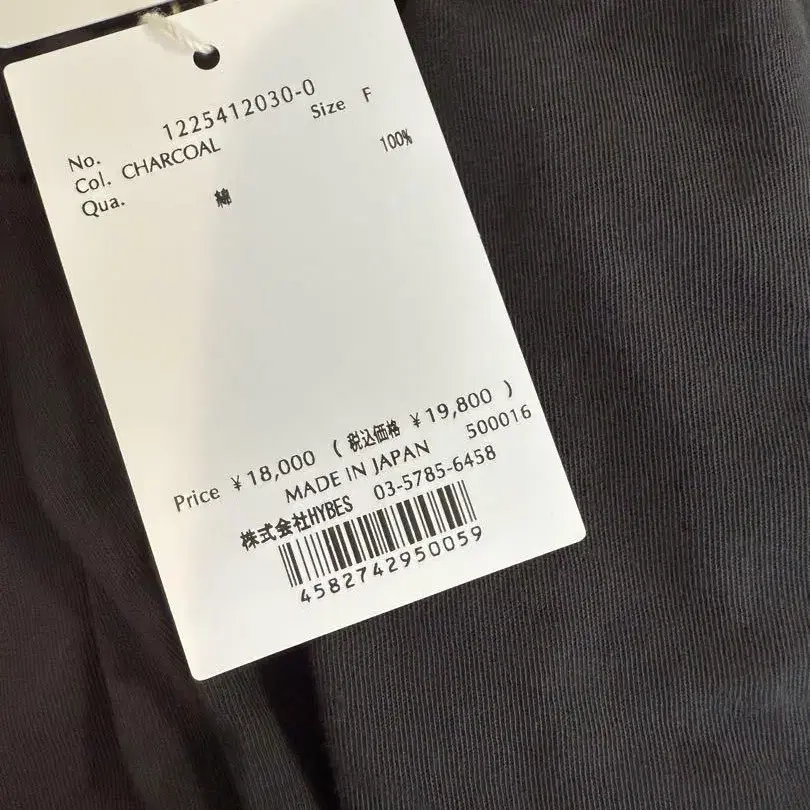 No. 1225412030-0
Col. CHARCOAL Size F
Qua. 綿 100%
Price ¥18,000 ( 税込価格 ¥19,800 )
MADE IN JAPAN 500016
株式会社HYBES 03-5785-6458
4582742950059